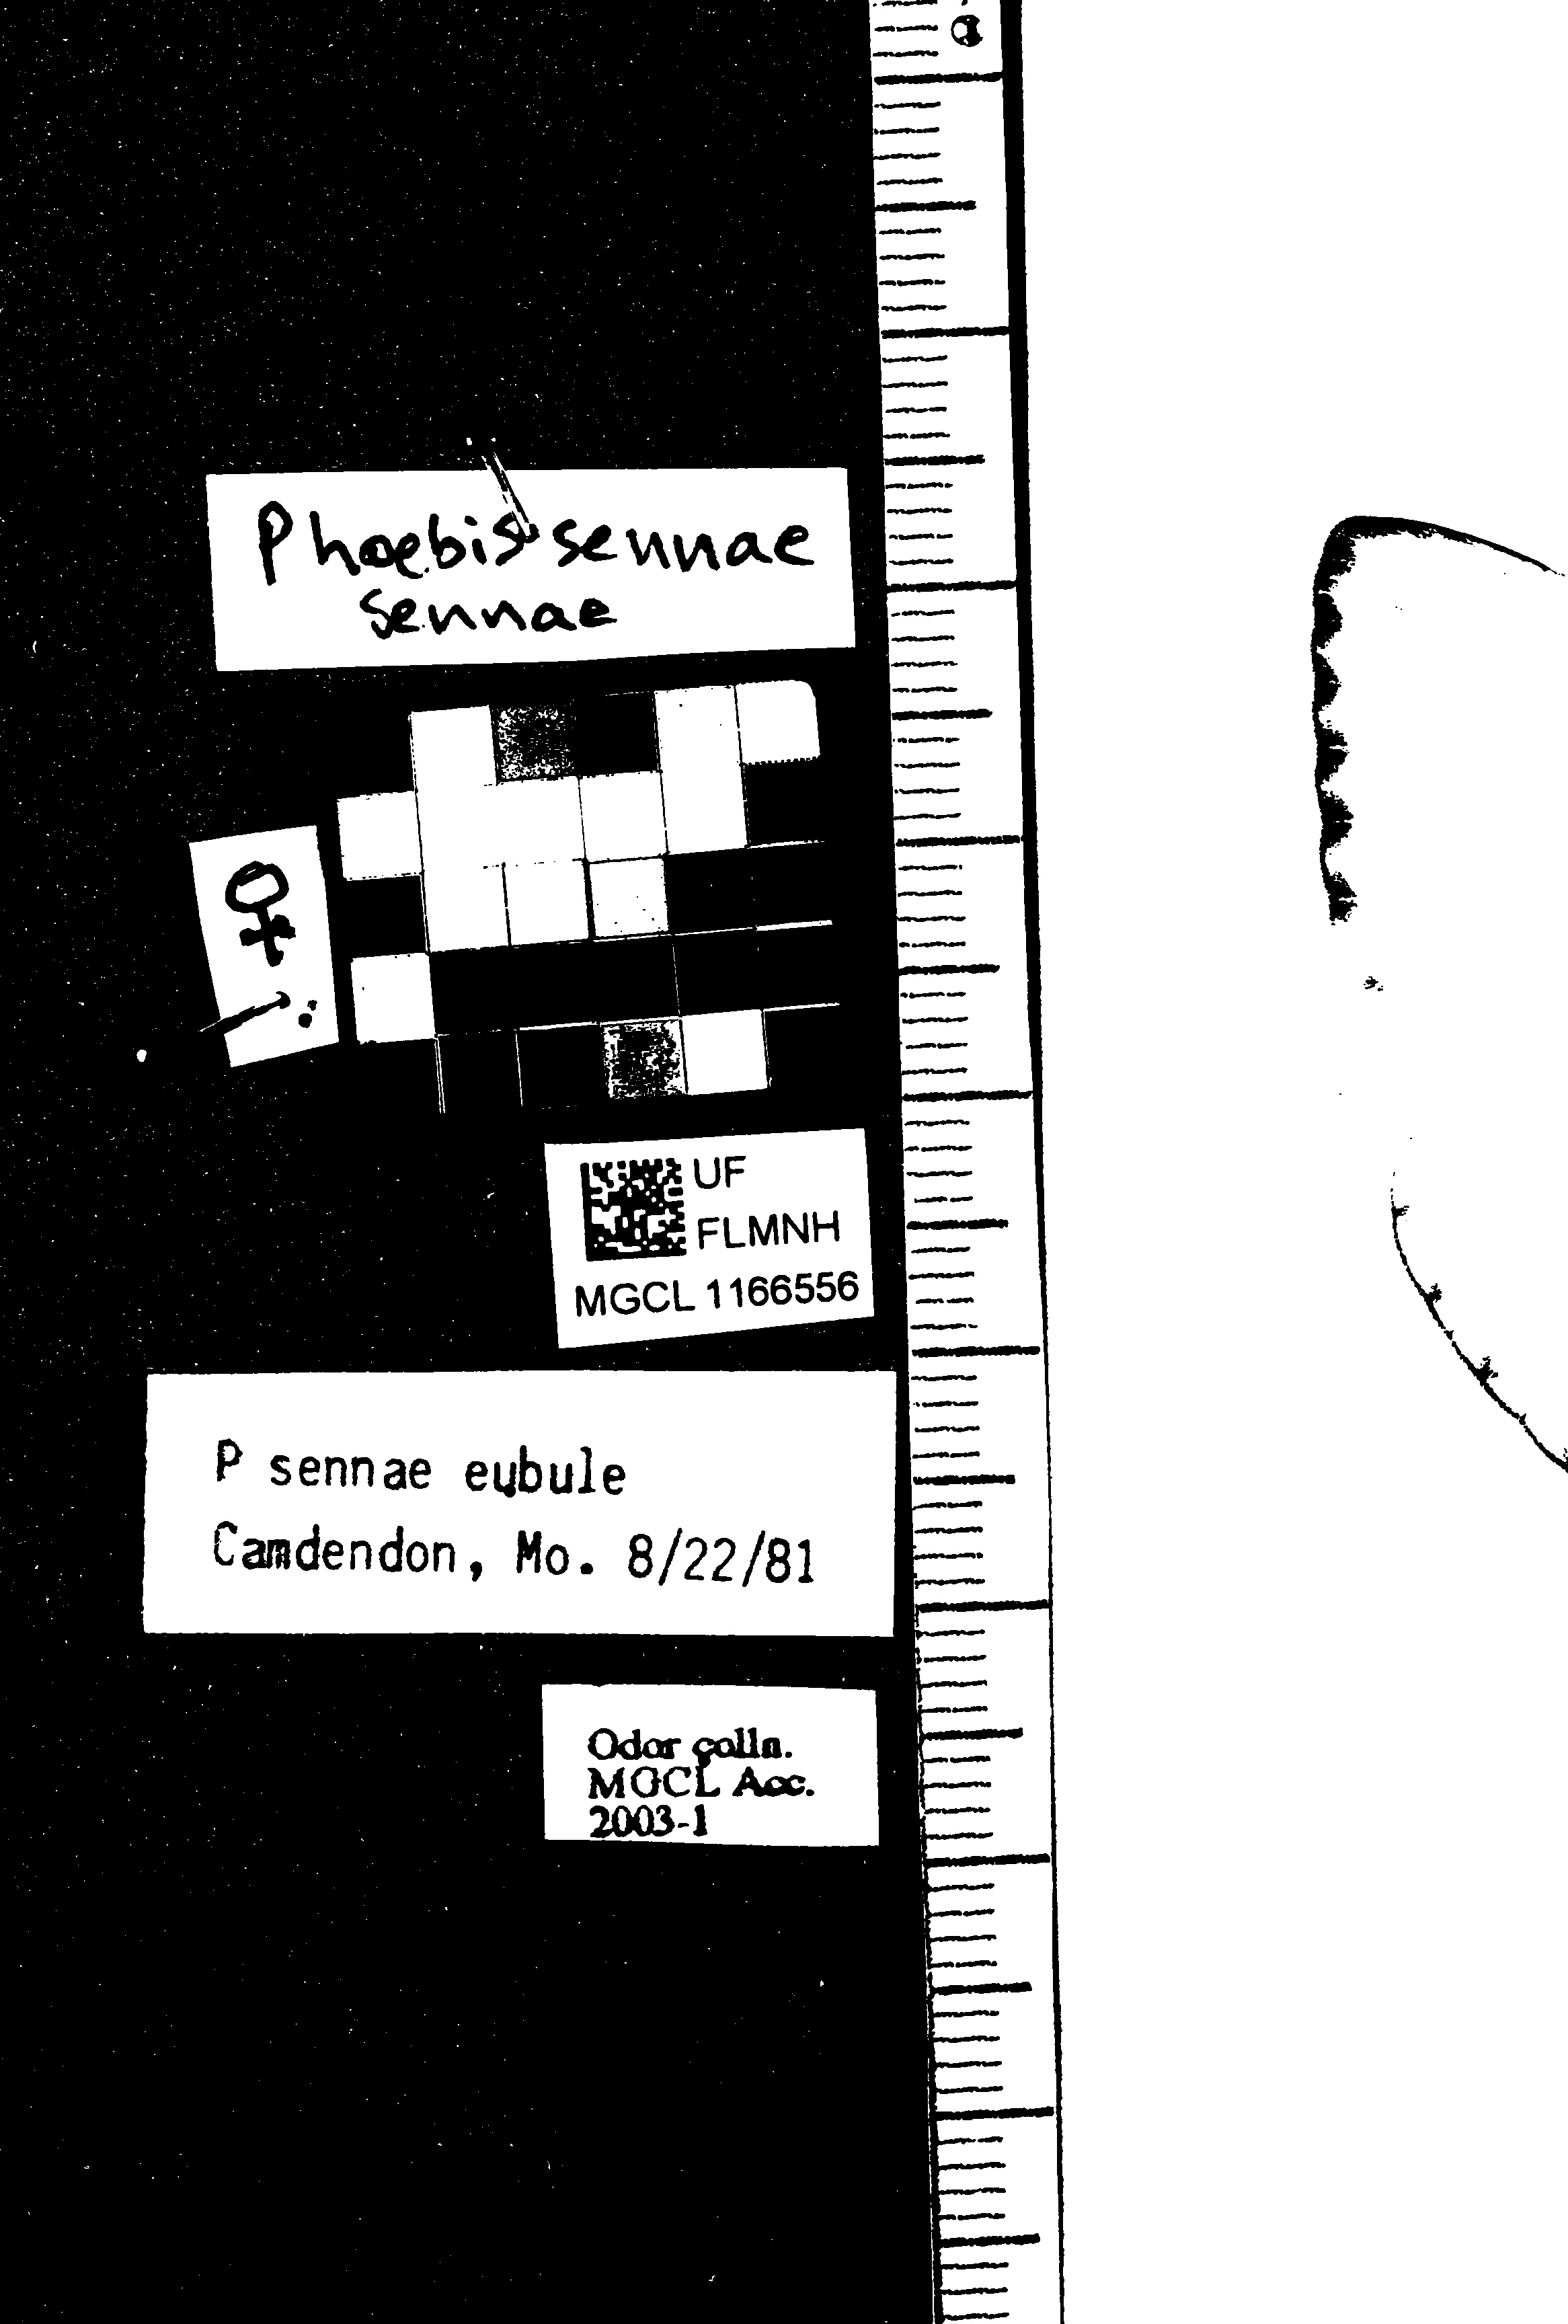 Phoebis sennae
sennae
♀
UF
FLMNH
MGCL 1166556
P sennae eubule
Camdendon, Mo. 8/22/81
Odor colln.
MGCL Acc.
2003-1